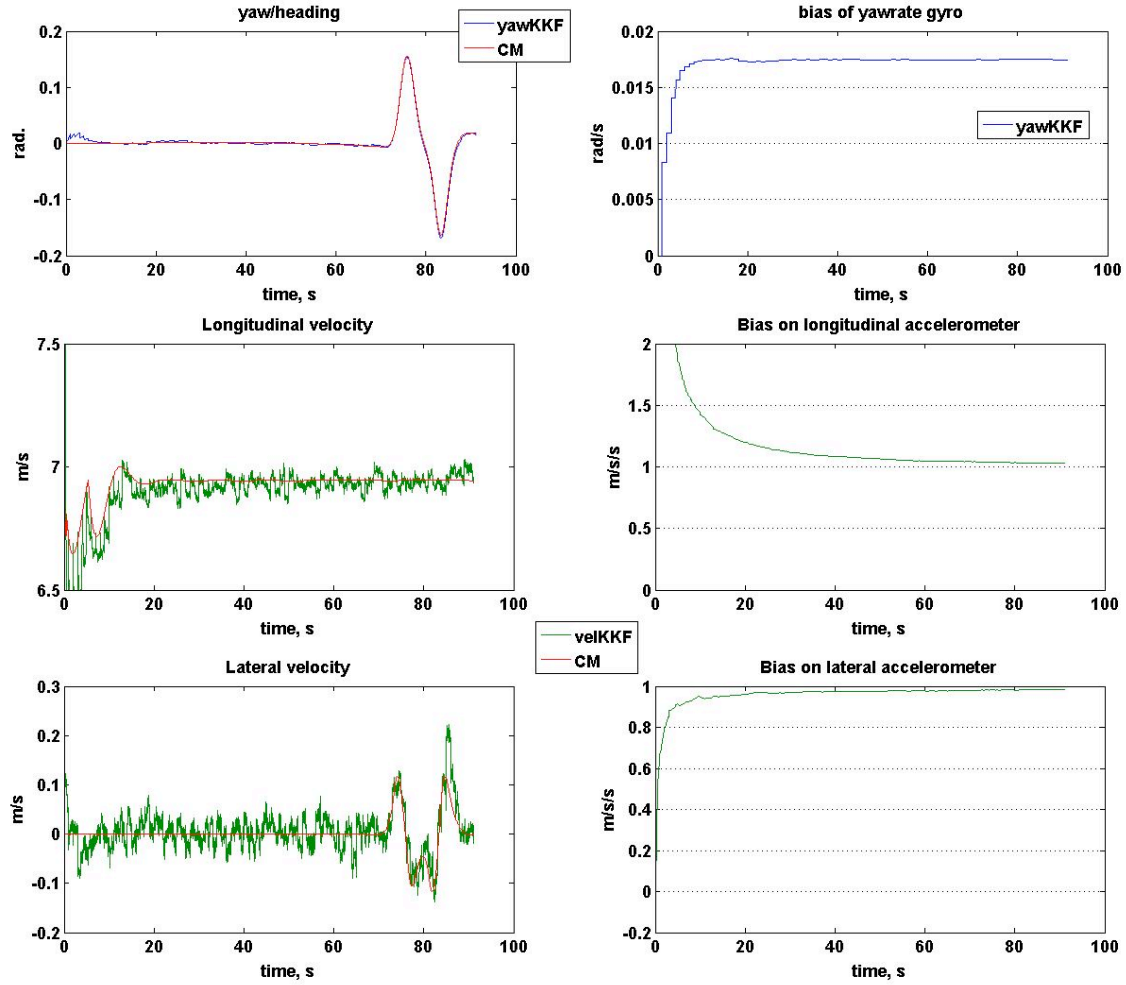 yaw/heading
yawKKF
CM
0.2
0.1
0
-0.1
-0.2
rad.
0 20 40 60 80 100
time, s
bias of yawrate gyro
0.02
0.015
0.01
0.005
0
rad/s
yawKKF
0 20 40 60 80 100
time, s
Longitudinal velocity
7.5
7
6.5
m/s
0 20 40 60 80 100
time, s
Bias on longitudinal accelerometer
2
1.5
1
0.5
0
m/s/s
0 20 40 60 80 100
time, s
velKKF
CM
Lateral velocity
0.3
0.2
0.1
0
-0.1
-0.2
m/s
0 20 40 60 80 100
time, s
Bias on lateral accelerometer
1
0.8
0.6
0.4
0.2
0
-0.2
m/s/s
0 20 40 60 80 100
time, s